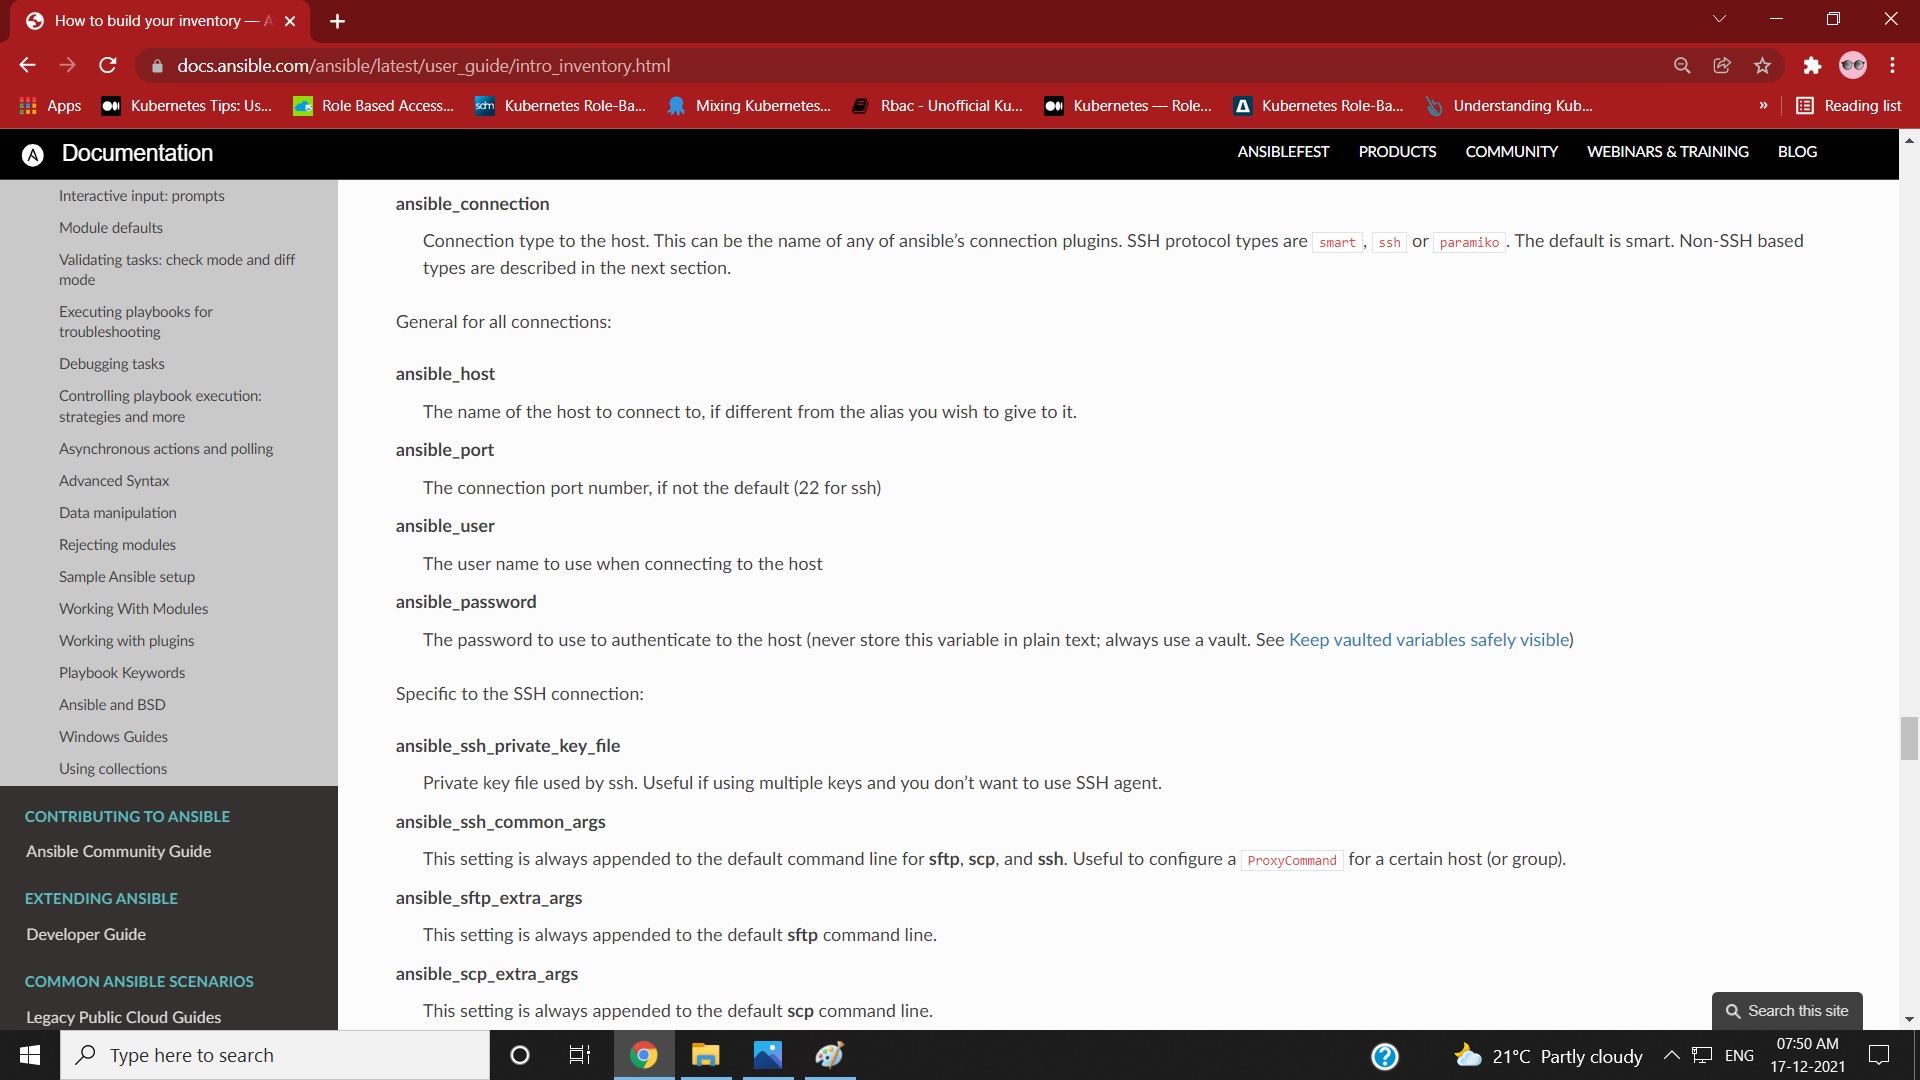 How to build your inventory — A
docs.ansible.com/ansible/latest/user_guide/intro_inventory.html
Apps
Kubernetes Tips: Us...
Role Based Access...
sdm
Kubernetes Role-Ba...
Mixing Kubernetes...
Rbac - Unofficial Ku...
Kubernetes — Role...
Kubernetes Role-Ba...
Understanding Kub...
»
Reading list
Documentation
ANSIBLEFEST
PRODUCTS
COMMUNITY
WEBINARS & TRAINING
BLOG
Interactive input: prompts
Module defaults
Validating tasks: check mode and diff
mode
Executing playbooks for
troubleshooting
Debugging tasks
Controlling playbook execution:
strategies and more
Asynchronous actions and polling
Advanced Syntax
Data manipulation
Rejecting modules
Sample Ansible setup
Working With Modules
Working with plugins
Playbook Keywords
Ansible and BSD
Windows Guides
Using collections
CONTRIBUTING TO ANSIBLE
Ansible Community Guide
EXTENDING ANSIBLE
Developer Guide
COMMON ANSIBLE SCENARIOS
Legacy Public Cloud Guides
ansible_connection
Connection type to the host. This can be the name of any of ansible’s connection plugins. SSH protocol types are smart, ssh or paramiko. The default is smart. Non-SSH based
types are described in the next section.
General for all connections:
ansible_host
The name of the host to connect to, if different from the alias you wish to give to it.
ansible_port
The connection port number, if not the default (22 for ssh)
ansible_user
The user name to use when connecting to the host
ansible_password
The password to use to authenticate to the host (never store this variable in plain text; always use a vault. See Keep vaulted variables safely visible)
Specific to the SSH connection:
ansible_ssh_private_key_file
Private key file used by ssh. Useful if using multiple keys and you don’t want to use SSH agent.
ansible_ssh_common_args
This setting is always appended to the default command line for sftp, scp, and ssh. Useful to configure a ProxyCommand for a certain host (or group).
ansible_sftp_extra_args
This setting is always appended to the default sftp command line.
ansible_scp_extra_args
This setting is always appended to the default scp command line.
Search this site
Type here to search
21°C Partly cloudy
ENG
07:50 AM
17-12-2021